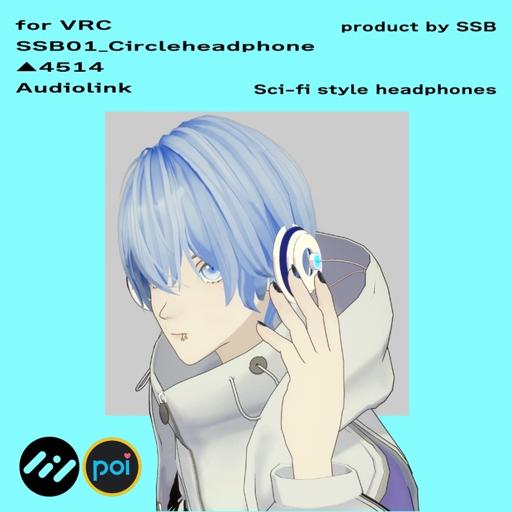 for VRC
product by SSB
SSB01_Circleheadphone
▲4514
Audiolink
Sci-fi style headphones
poi